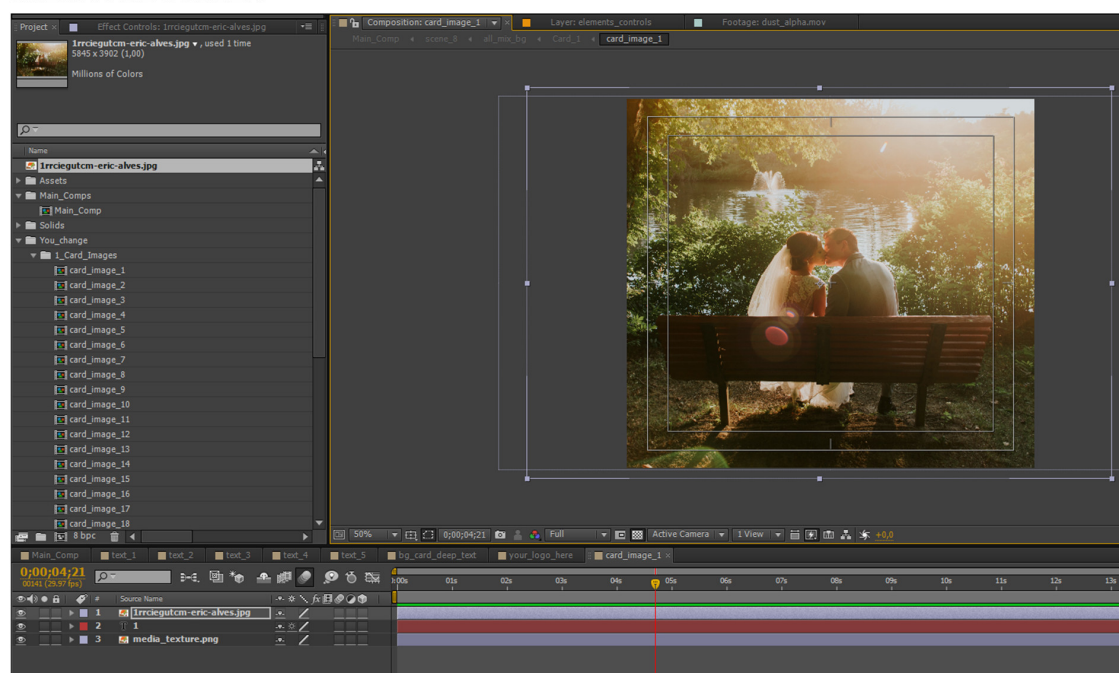 Project × Effect Controls: 1rrciegutcm-eric-alves.jpg
Composition: card_image_1 × Layer: elements_controls Footage: dust_alpha.mov
Main_Comp scene_8 all_mix_bg Card_1 card_image_1
1rrciegutcm-eric-alves.jpg ▼ , used 1 time
5845 x 3902 (1,00)
Millions of Colors
Name
1rrciegutcm-eric-alves.jpg
Assets
Main_Comps
Main_Comp
Solids
You_change
1_Card_Images
card_image_1
card_image_2
card_image_3
card_image_4
card_image_5
card_image_6
card_image_7
card_image_8
card_image_9
card_image_10
card_image_11
card_image_12
card_image_13
card_image_14
card_image_15
card_image_16
card_image_17
card_image_18
8 bpc
50% 0;00;04;21 Full Active Camera 1 View +0,0
Main_Comp text_1 text_2 text_3 text_4 text_5 bg_card_deep_text your_logo_here card_image_1 ×
0;00;04;21
00141 (29.97 fps)
:00s 01s 02s 03s 04s 05s 06s 07s 08s 09s 10s 11s 12s 13s
# Source Name fx
1 1rrciegutcm-eric-alves.jpg
2 T 1
3 media_texture.png